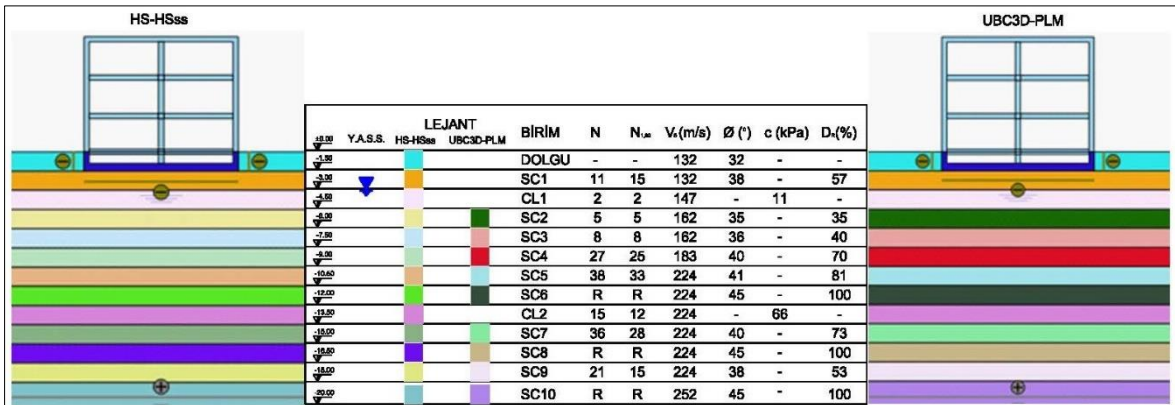 HS-HSss
UBC3D-PLM
LEJANT
±0.00 Y.A.S.S. HS-HSss UBC3D-PLM BİRİM N N₁,₆₀ Vₛ(m/s) Ø (°) c (kPa) Dᵣ(%)
-1.50 DOLGU - - 132 32 - -
-3.00 SC1 11 15 132 38 - 57
-4.50 CL1 2 2 147 - 11 -
-6.00 SC2 5 5 162 35 - 35
-7.50 SC3 8 8 162 36 - 40
-9.00 SC4 27 25 183 40 - 70
-10.50 SC5 38 33 224 41 - 81
-12.00 SC6 R R 224 45 - 100
-13.50 CL2 15 12 224 - 66 -
-15.00 SC7 36 28 224 40 - 73
-16.50 SC8 R R 224 45 - 100
-18.00 SC9 21 15 224 38 - 53
-20.00 SC10 R R 252 45 - 100